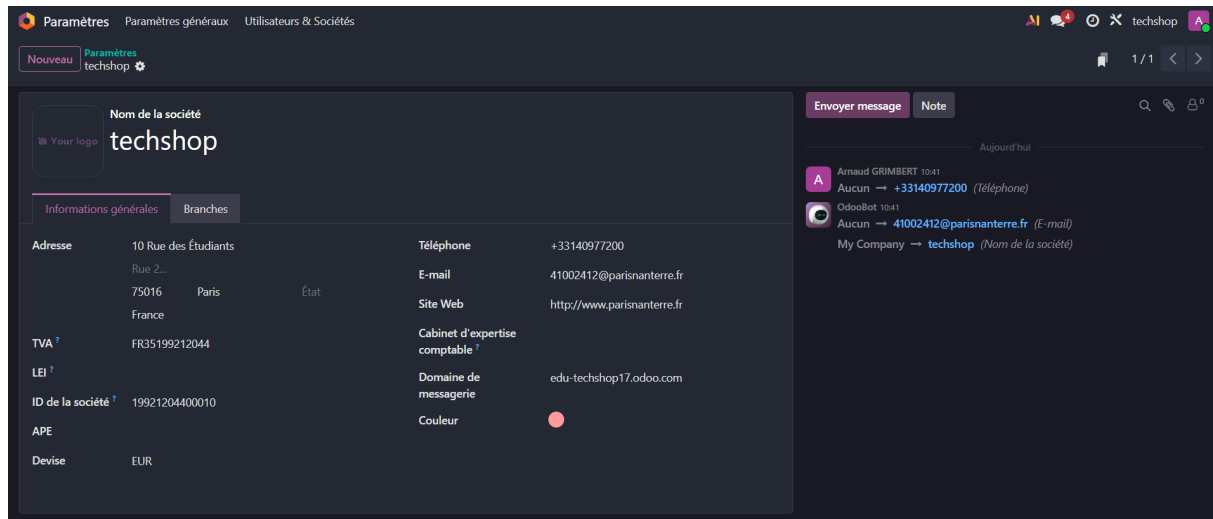 Paramètres Paramètres généraux Utilisateurs & Sociétés
AI 4 techshop A
Nouveau
Paramètres
techshop
1 / 1
Your logo
Nom de la société
techshop
Informations générales Branches
Adresse 10 Rue des Étudiants
Rue 2...
75016 Paris État
France
TVA ? FR35199212044
LEI ?
ID de la société ? 19921204400010
APE
Devise EUR
Téléphone +33140977200
E-mail 41002412@parisnanterre.fr
Site Web http://www.parisnanterre.fr
Cabinet d'expertise
comptable ?
Domaine de edu-techshop17.odoo.com
messagerie
Couleur
Envoyer message Note
0
Aujourd'hui
A
Arnaud GRIMBERT 10:41
Aucun → +33140977200 (Téléphone)
OdooBot 10:41
Aucun → 41002412@parisnanterre.fr (E-mail)
My Company → techshop (Nom de la société)